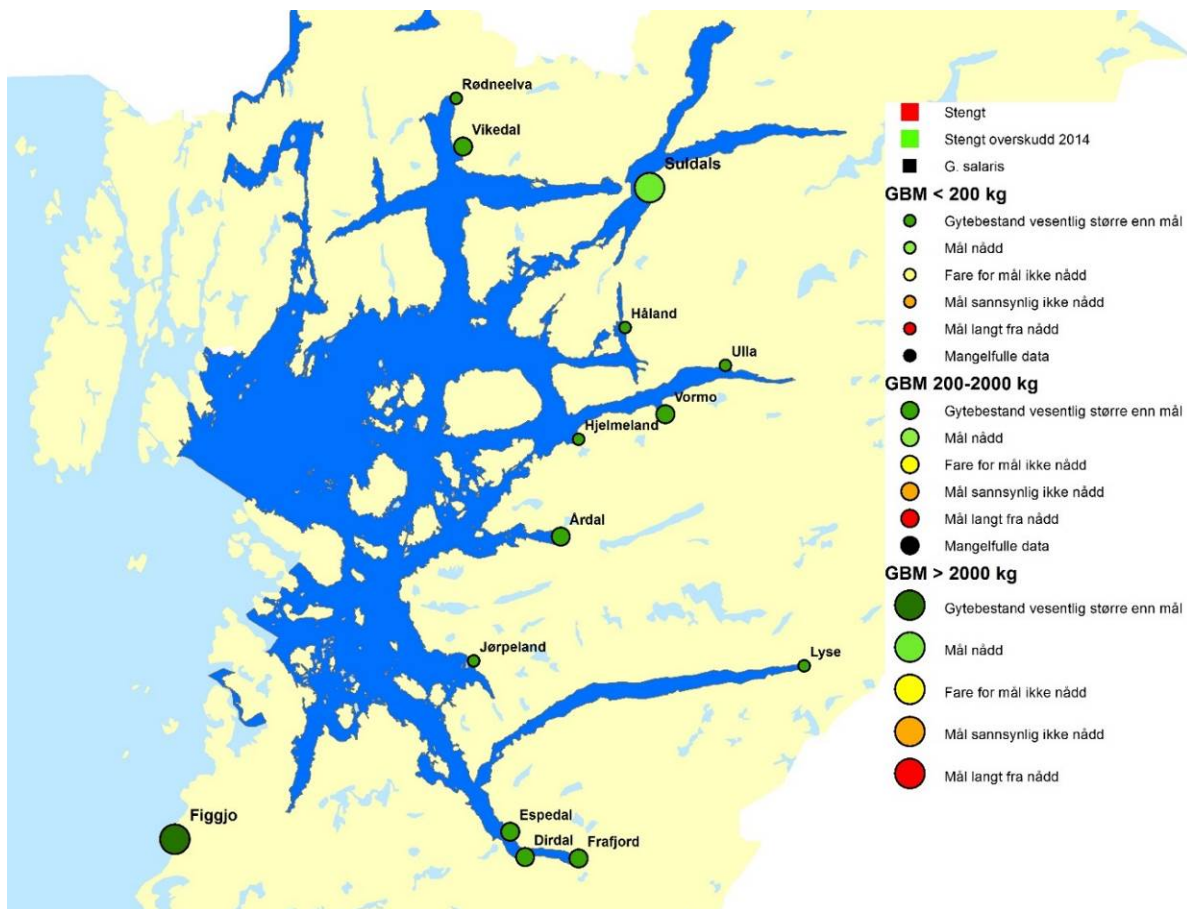 Rødneelva
Vikedal
Suldals
Håland
Ulla
Vormo
Hjelmeland
Årdal
Jørpeland
Lyse
Figgjo
Espedal
Dirdal
Frafjord
Stengt
Stengt overskudd 2014
G. salaris
GBM < 200 kg
Gytebestand vesentlig større enn mål
Mål nådd
Fare for mål ikke nådd
Mål sannsynlig ikke nådd
Mål langt fra nådd
Mangelfulle data
GBM 200-2000 kg
Gytebestand vesentlig større enn mål
Mål nådd
Fare for mål ikke nådd
Mål sannsynlig ikke nådd
Mål langt fra nådd
Mangelfulle data
GBM > 2000 kg
Gytebestand vesentlig større enn mål
Mål nådd
Fare for mål ikke nådd
Mål sannsynlig ikke nådd
Mål langt fra nådd